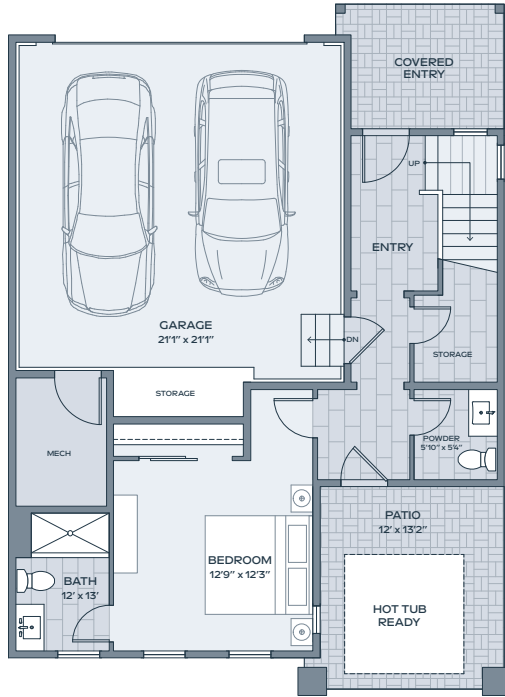 COVERED
ENTRY
UP
ENTRY
GARAGE
21'1" x 21'1"
DN
STORAGE
STORAGE
MECH
POWDER
5'10" x 5'4"
PATIO
12' x 13'2"
BEDROOM
12'9" x 12'3"
BATH
12' x 13'
HOT TUB
READY